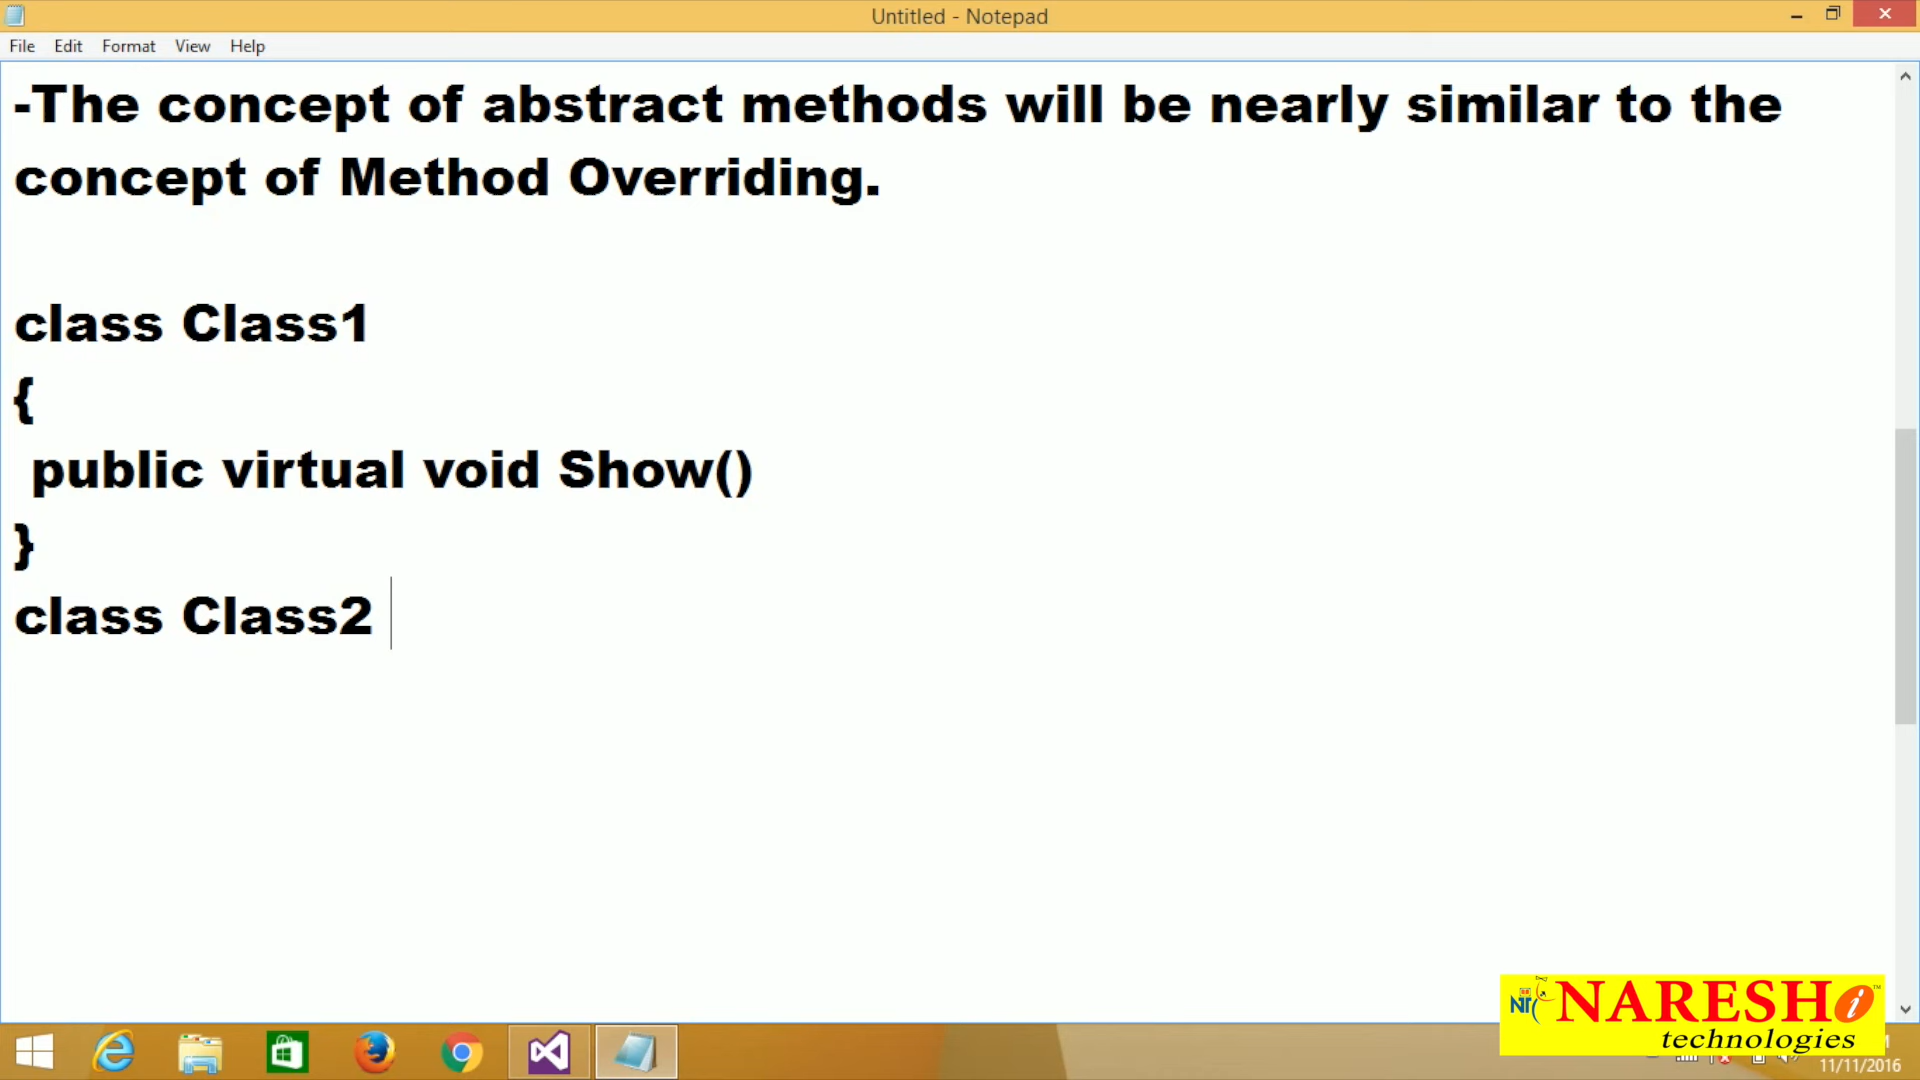 Untitled - Notepad
File Edit Format View Help
-The concept of abstract methods will be nearly similar to the
concept of Method Overriding.
class Class1
{
public virtual void Show()
}
class Class2
NARESH i ™
technologies
11/11/2016